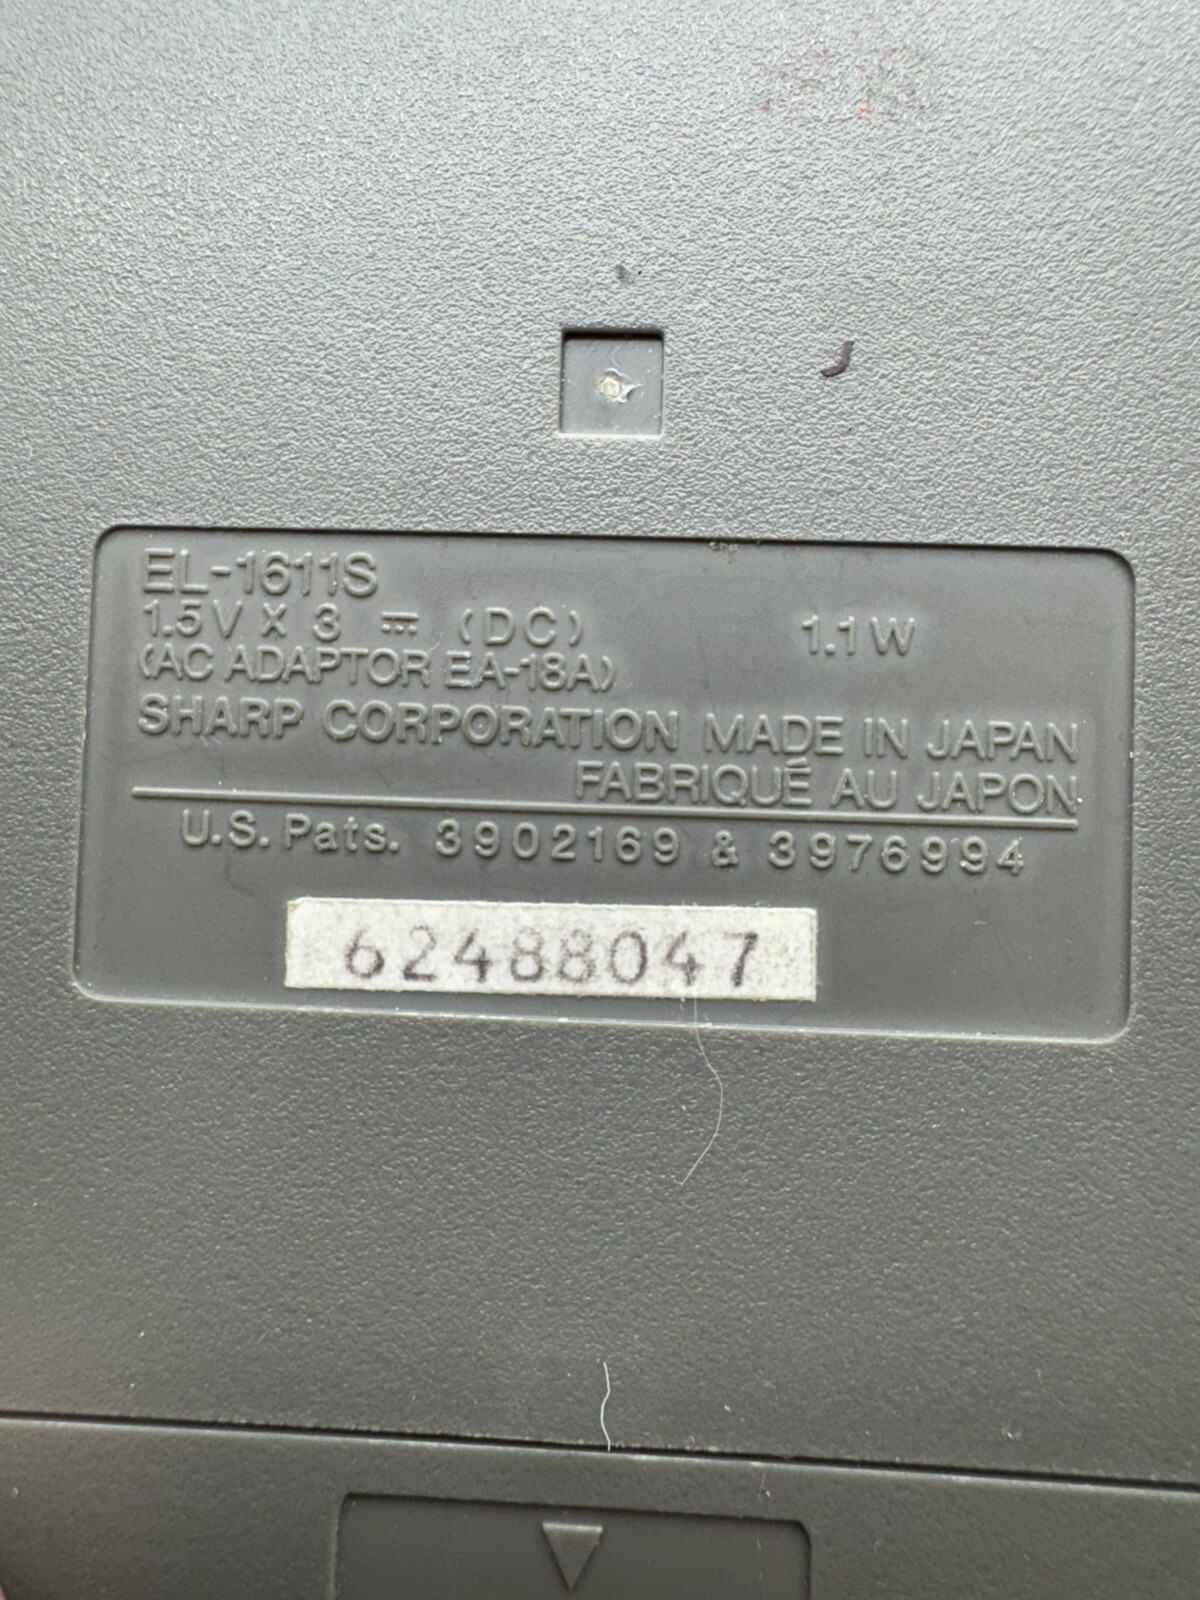 EL-1611S
1.5V X 3 ⎓ (DC) 1.1W
(AC ADAPTOR EA-18A)
SHARP CORPORATION MADE IN JAPAN
FABRIQUÉ AU JAPON
U.S. Pats. 3902169 & 3976994
62488047